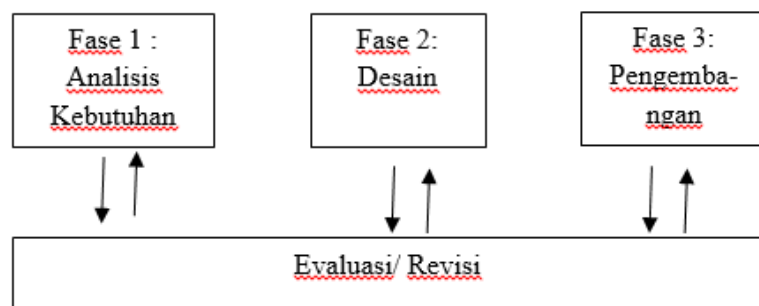 Fase 1 :
Analisis
Kebutuhan
Fase 2:
Desain
Fase 3:
Pengemba-
ngan
Evaluasi/ Revisi